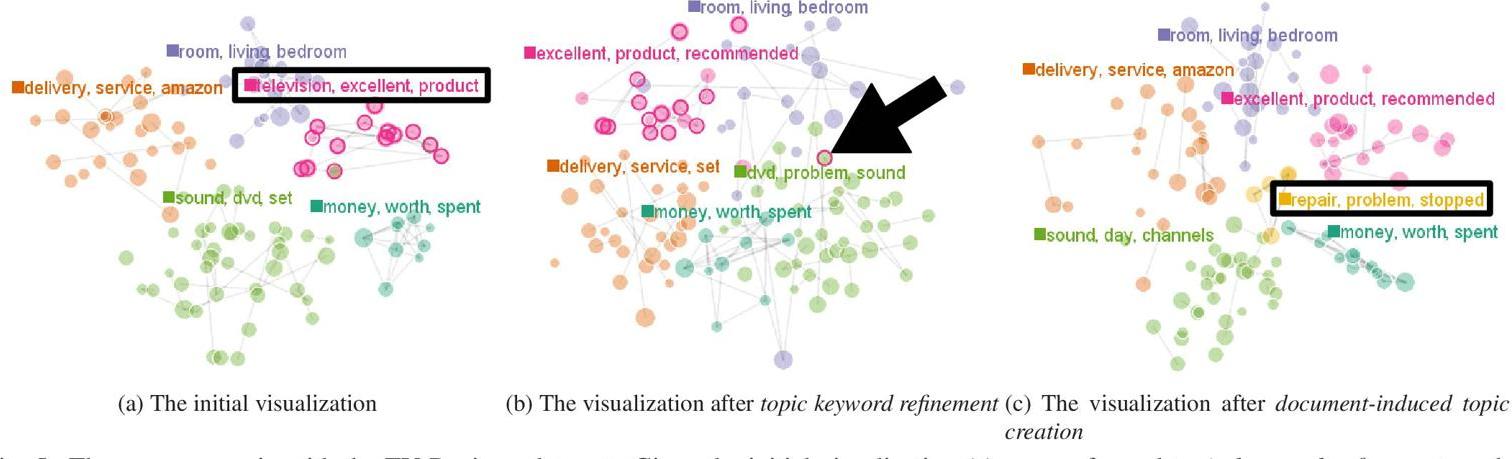 room, living, bedroom
delivery, service, amazon
television, excellent, product
sound, dvd, set
money, worth, spent
(a) The initial visualization
room, living, bedroom
excellent, product, recommended
delivery, service, set
dvd, problem, sound
money, worth, spent
(b) The visualization after topic keyword refinement
room, living, bedroom
delivery, service, amazon
excellent, product, recommended
repair, problem, stopped
sound, day, channels
money, worth, spent
(c) The visualization after document-induced topic
creation